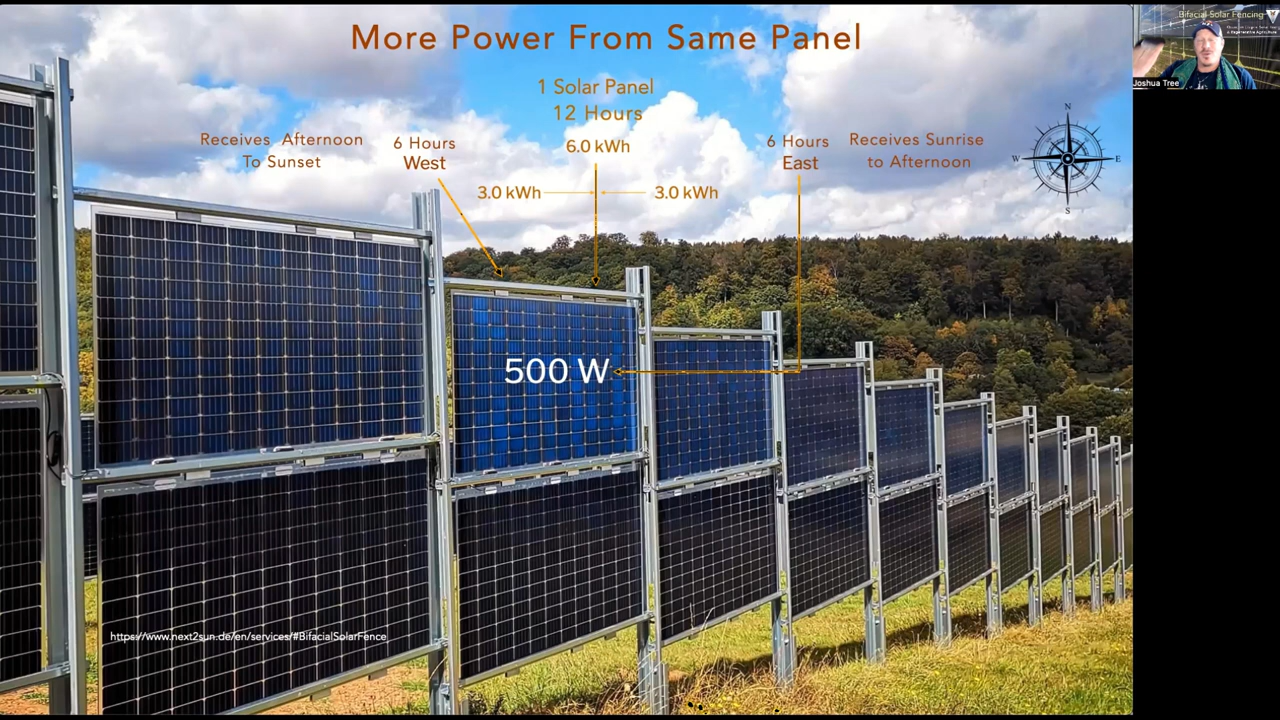 More Power From Same Panel
1 Solar Panel
12 Hours
6.0 kWh
3.0 kWh
3.0 kWh
Receives Afternoon
To Sunset
6 Hours
West
6 Hours
East
Receives Sunrise
to Afternoon
N
W
E
S
500 W
https://www.next2sun.de/en/services/#BifacialSolarFence
Bifacial Solar Fencing
Joshua Tree